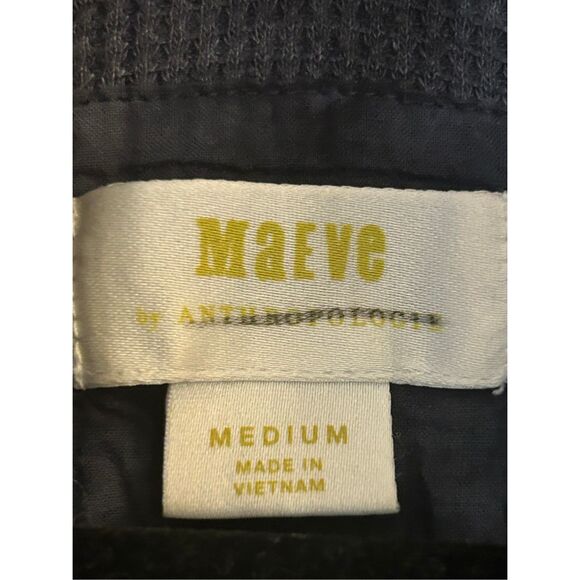 MaEVe
by ANTHROPOLOGIE
MEDIUM
MADE IN
VIETNAM